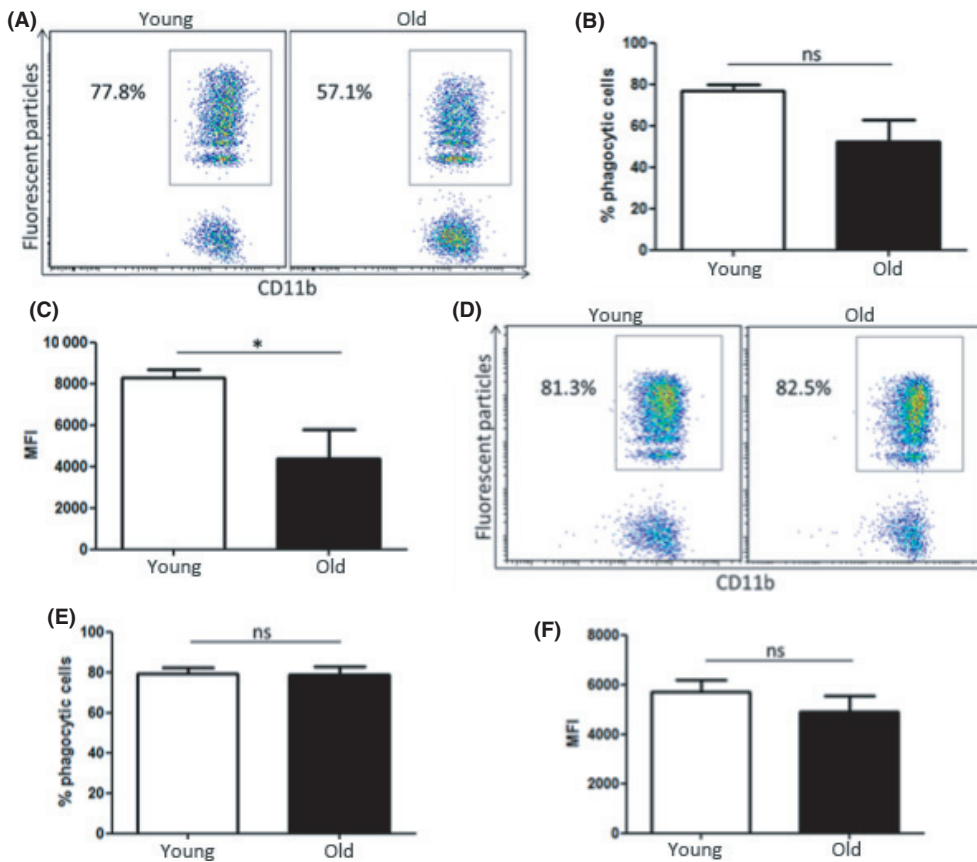 (A)
Young
Old
77.8%
57.1%
Fluorescent particles
CD11b
(B)
100
80
60
40
20
0
% phagocytic cells
ns
Young
Old
(C)
10 000
8000
6000
4000
2000
0
MFI
*
Young
Old
(D)
Young
Old
81.3%
82.5%
Fluorescent particles
CD11b
(E)
100
80
60
40
20
0
% phagocytic cells
ns
Young
Old
(F)
8000
6000
4000
2000
0
MFI
ns
Young
Old